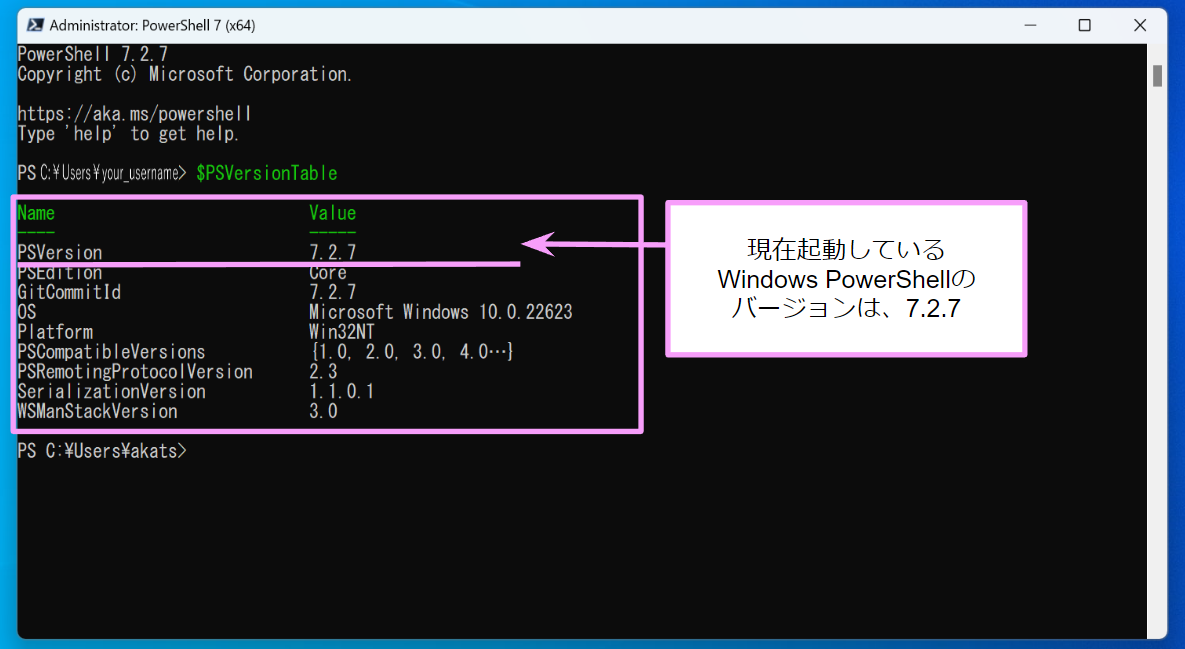 Administrator: PowerShell 7 (x64)
PowerShell 7.2.7
Copyright (c) Microsoft Corporation.
https://aka.ms/powershell
Type 'help' to get help.
PS C:¥Users¥your_username> $PSVersionTable
Name Value
---- -----
PSVersion 7.2.7
PSEdition Core
GitCommitId 7.2.7
OS Microsoft Windows 10.0.22623
Platform Win32NT
PSCompatibleVersions {1.0, 2.0, 3.0, 4.0…}
PSRemotingProtocolVersion 2.3
SerializationVersion 1.1.0.1
WSManStackVersion 3.0
PS C:¥Users¥akats>
現在起動している
Windows PowerShellの
バージョンは、7.2.7